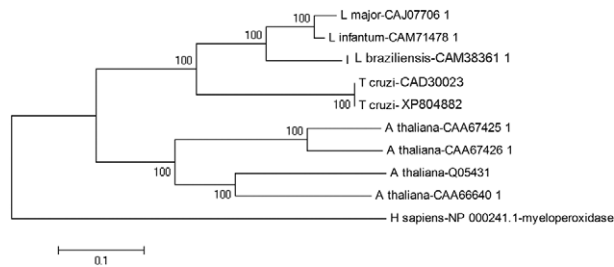 L major-CAJ07706 1
100
L infantum-CAM71478 1
100
L braziliensis-CAM38361 1
100
T cruzi-CAD30023
100
T cruzi-XP804882
A thaliana-CAA67425 1
100
A thaliana-CAA67426 1
100
A thaliana-Q05431
100
A thaliana-CAA66640 1
H sapiens-NP 000241.1-myeloperoxidase
0.1